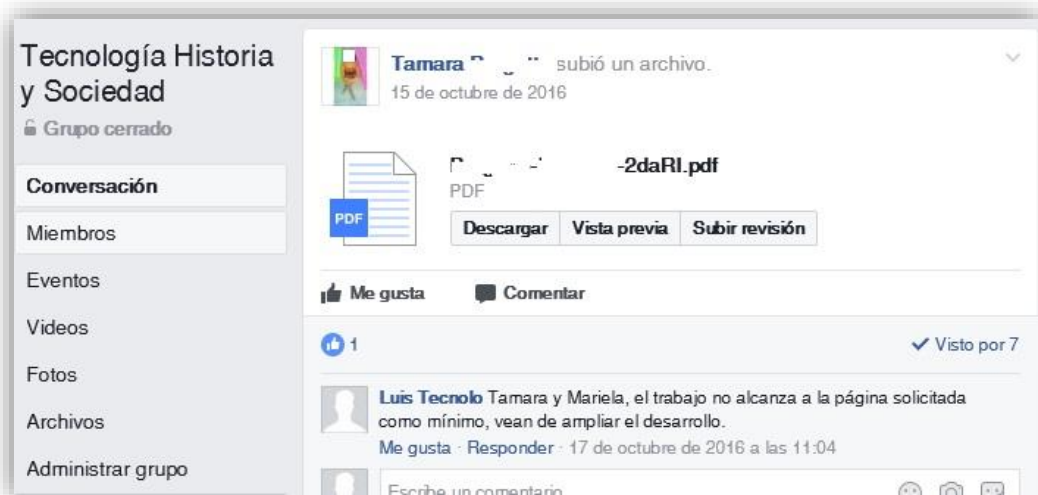 Tecnología Historia
y Sociedad
Grupo cerrado
Conversación
Miembros
Eventos
Videos
Fotos
Archivos
Administrar grupo
Tamara subió un archivo.
15 de octubre de 2016
-2daRI.pdf
PDF
PDF
Descargar Vista previa Subir revisión
Me gusta Comentar
1 Visto por 7
Luis Tecnolo Tamara y Mariela, el trabajo no alcanza a la página solicitada
como mínimo, vean de ampliar el desarrollo.
Me gusta · Responder · 17 de octubre de 2016 a las 11:04
Escribe un comentario